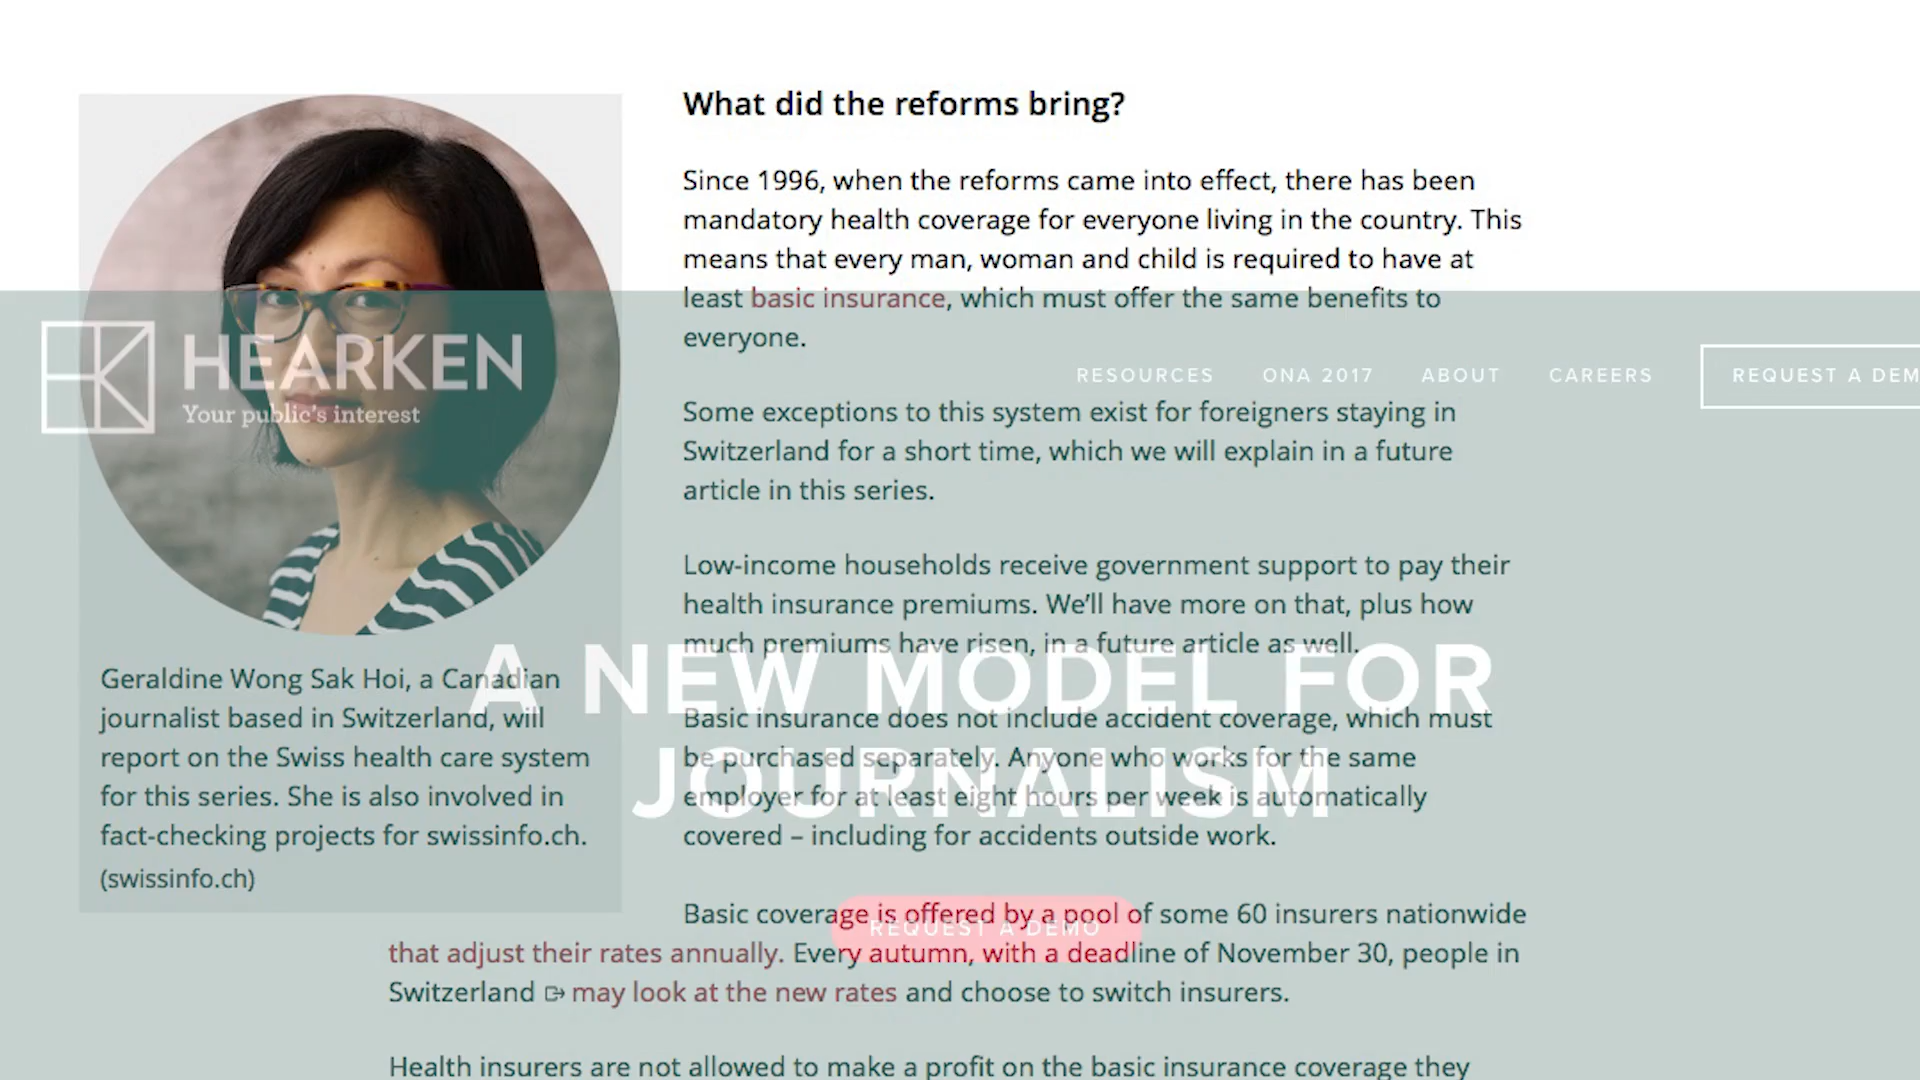 What did the reforms bring?
Since 1996, when the reforms came into effect, there has been
mandatory health coverage for everyone living in the country. This
means that every man, woman and child is required to have at
least basic insurance, which must offer the same benefits to
everyone.
HEARKEN
Your public's interest
RESOURCES ONA 2017 ABOUT CAREERS REQUEST A DEM
Some exceptions to this system exist for foreigners staying in
Switzerland for a short time, which we will explain in a future
article in this series.
Low-income households receive government support to pay their
health insurance premiums. We'll have more on that, plus how
much premiums have risen, in a future article as well.
A NEW MODEL FOR
JOURNALISM
Geraldine Wong Sak Hoi, a Canadian
journalist based in Switzerland, will
report on the Swiss health care system
for this series. She is also involved in
fact-checking projects for swissinfo.ch.
(swissinfo.ch)
Basic insurance does not include accident coverage, which must
be purchased separately. Anyone who works for the same
employer for at least eight hours per week is automatically
covered – including for accidents outside work.
Basic coverage is offered by a pool of some 60 insurers nationwide
that adjust their rates annually. Every autumn, with a deadline of November 30, people in
Switzerland may look at the new rates and choose to switch insurers.
REQUEST A DEMO
Health insurers are not allowed to make a profit on the basic insurance coverage they